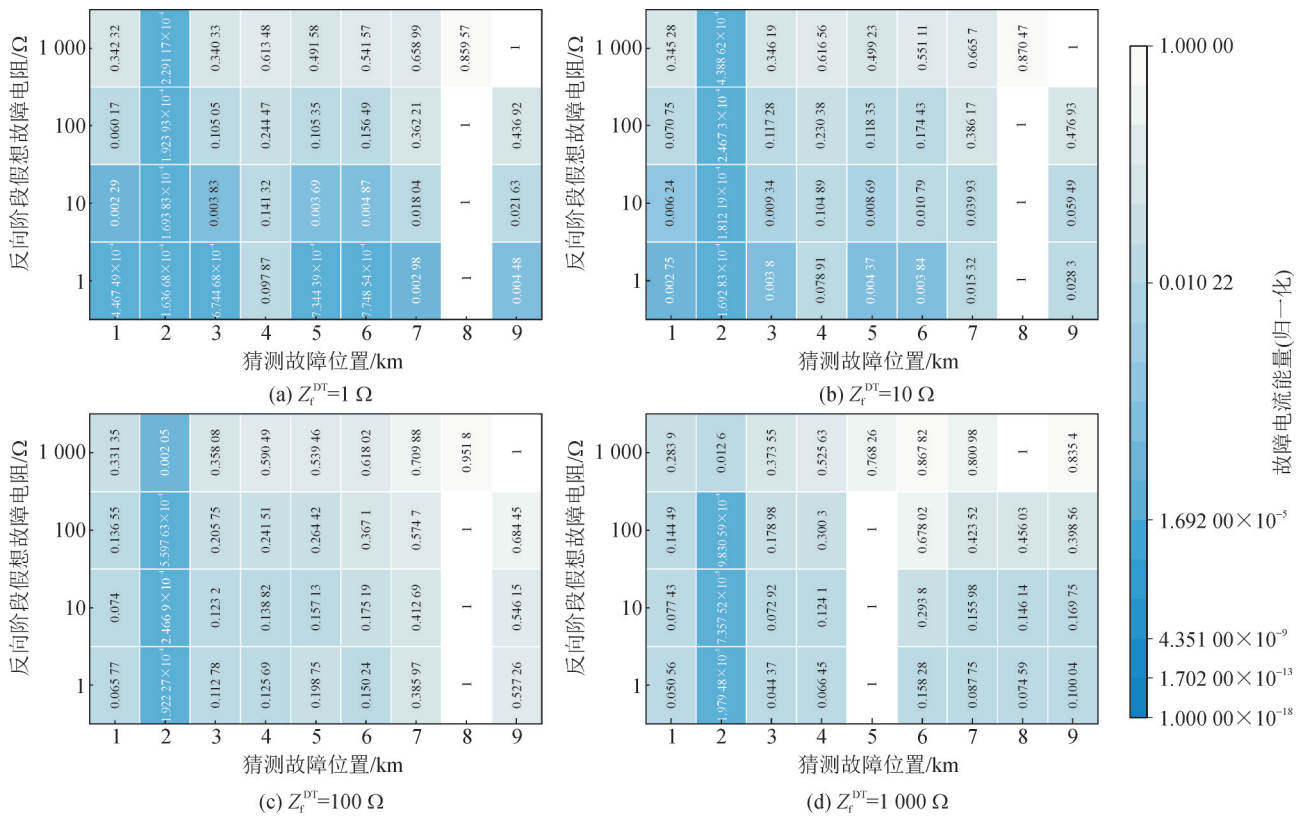 反向阶段假想故障电阻/Ω
1 000 0.342 32 2.291 17×10⁻⁴ 0.340 33 0.613 48 0.491 58 0.541 57 0.658 99 0.859 57 1
100 0.060 17 1.923 93×10⁻⁴ 0.105 05 0.244 47 0.105 35 0.156 49 0.362 21 1 0.436 92
10 0.002 29 1.693 83×10⁻⁴ 0.003 83 0.141 32 0.003 69 0.004 87 0.018 04 1 0.021 63
1 4.467 49×10⁻⁴ 1.636 68×10⁻⁴ 6.744 68×10⁻⁴ 0.097 87 7.344 39×10⁻⁴ 7.748 54×10⁻⁴ 0.002 98 1 0.004 48
1 2 3 4 5 6 7 8 9
猜测故障位置/km
(a) Z_f^DT=1 Ω
反向阶段假想故障电阻/Ω
1 000 0.345 28 4.388 62×10⁻⁴ 0.346 19 0.616 56 0.499 23 0.551 11 0.665 7 0.870 47 1
100 0.070 75 2.467 3×10⁻⁴ 0.117 28 0.230 38 0.118 35 0.174 43 0.386 17 1 0.476 93
10 0.006 24 1.812 19×10⁻⁴ 0.009 34 0.104 89 0.008 69 0.010 79 0.039 93 1 0.059 49
1 0.002 75 1.692 83×10⁻⁴ 0.003 8 0.078 91 0.004 37 0.003 84 0.015 32 1 0.028 3
1 2 3 4 5 6 7 8 9
猜测故障位置/km
(b) Z_f^DT=10 Ω
反向阶段假想故障电阻/Ω
1 000 0.331 35 0.002 05 0.358 08 0.590 49 0.539 46 0.618 02 0.709 88 0.951 8 1
100 0.136 55 5.597 63×10⁻⁴ 0.205 75 0.241 51 0.264 42 0.367 1 0.574 7 1 0.684 45
10 0.074 2.466 9×10⁻⁴ 0.123 2 0.138 82 0.157 13 0.175 19 0.412 69 1 0.546 15
1 0.065 77 1.922 27×10⁻⁴ 0.112 78 0.125 69 0.198 75 0.150 24 0.385 97 1 0.527 26
1 2 3 4 5 6 7 8 9
猜测故障位置/km
(c) Z_f^DT=100 Ω
反向阶段假想故障电阻/Ω
1 000 0.283 9 0.012 6 0.373 55 0.525 63 0.768 26 0.867 82 0.800 98 1 0.835 4
100 0.144 49 9.830 59×10⁻⁴ 0.178 98 0.300 3 1 0.678 02 0.423 52 0.456 03 0.398 56
10 0.077 43 7.357 52×10⁻⁴ 0.072 92 0.124 1 1 0.293 8 0.155 98 0.146 14 0.169 75
1 0.050 56 1.979 48×10⁻⁴ 0.044 37 0.066 45 1 0.158 28 0.087 75 0.074 59 0.100 04
1 2 3 4 5 6 7 8 9
猜测故障位置/km
(d) Z_f^DT=1 000 Ω
1.000 00
0.010 22
1.692 00×10⁻⁵
4.351 00×10⁻⁹
1.702 00×10⁻¹³
1.000 00×10⁻¹⁸
故障电流能量(归一化)